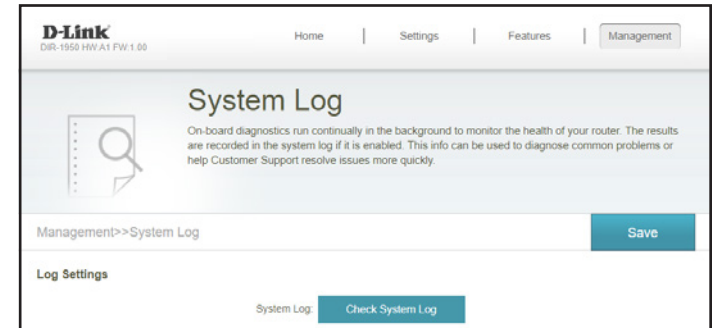 D-Link
DIR-1950 HW:A1 FW:1.00
Home | Settings | Features | Management
System Log
On-board diagnostics run continually in the background to monitor the health of your router. The results
are recorded in the system log if it is enabled. This info can be used to diagnose common problems or
help Customer Support resolve issues more quickly.
Management>>System Log
Save
Log Settings
System Log: Check System Log